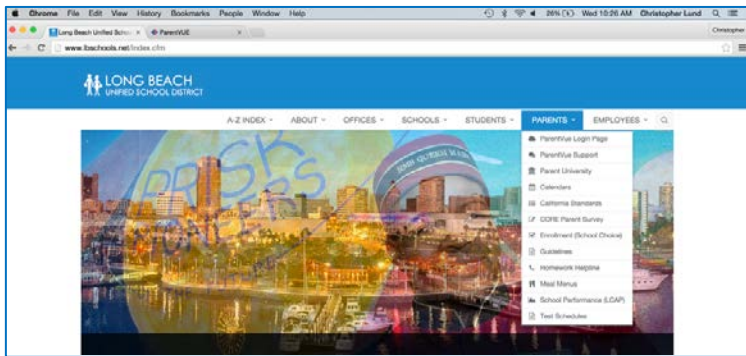 Chrome File Edit View History Bookmarks People Window Help 26% Wed 10:26 AM Christopher Lund
Long Beach Unified School ParentVUE Christopher
www.lbschools.net/index.cfm
LONG BEACH
UNIFIED SCHOOL DISTRICT
A-Z INDEX ABOUT OFFICES SCHOOLS STUDENTS PARENTS EMPLOYEES
ParentVue Login Page
ParentVue Support
Parent University
Calendars
California Standards
CORE Parent Survey
Enrollment (School Choice)
Guidelines
Homework Helpline
Meal Menus
School Performance (LCAP)
Test Schedules
PRISK